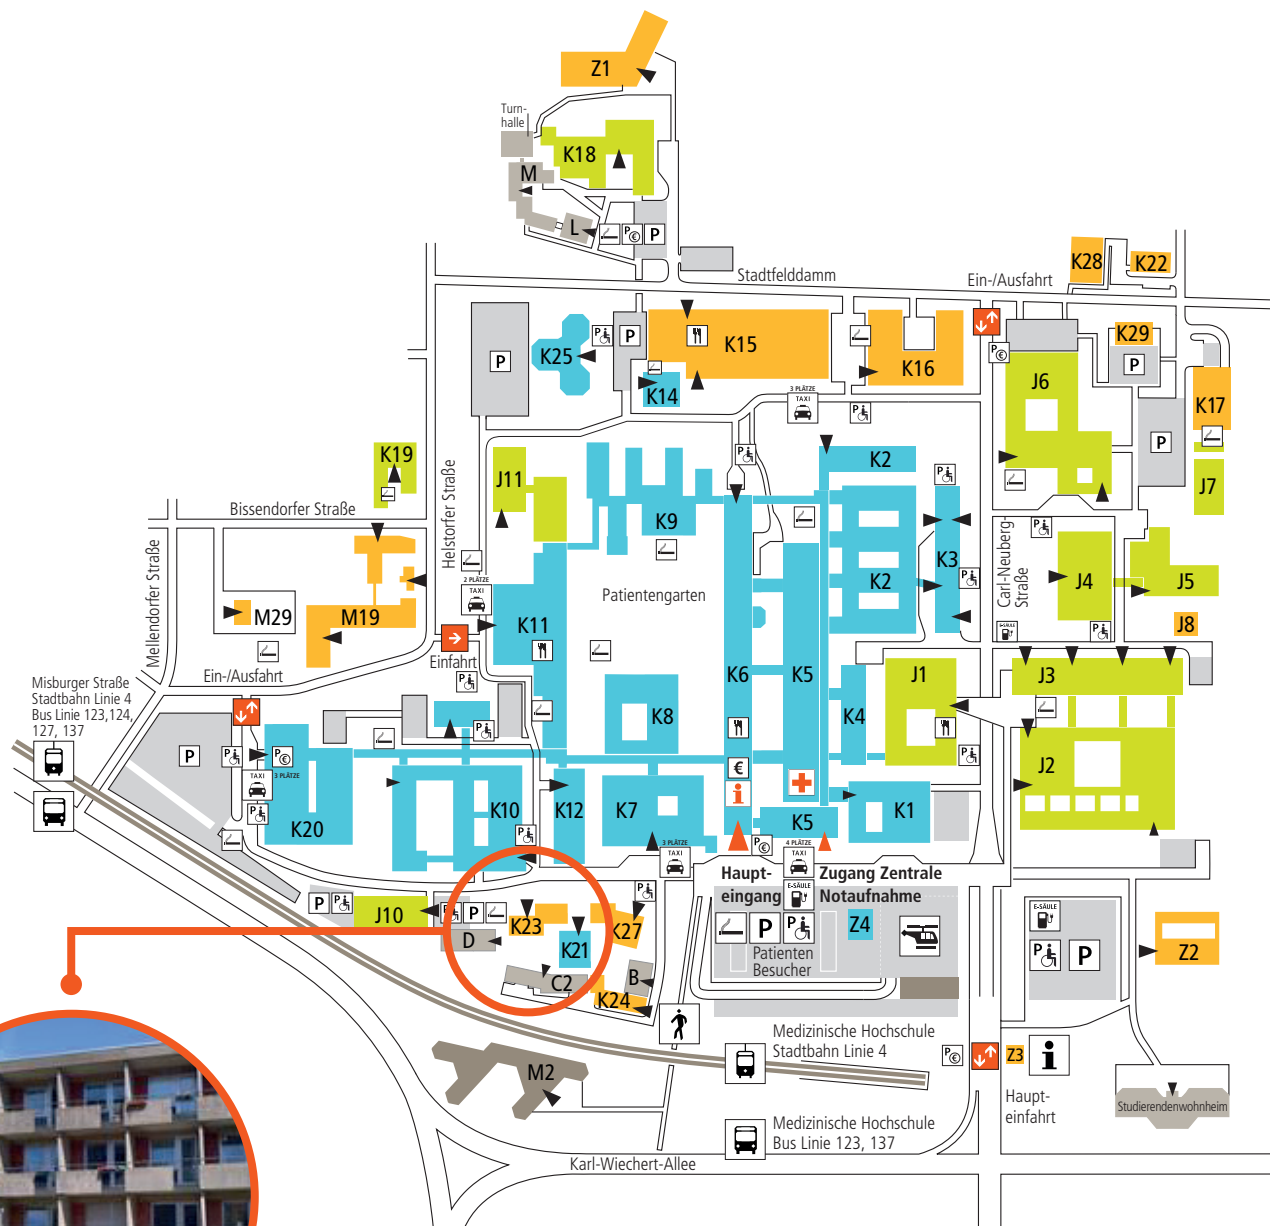 Z1
Turn-
halle
K18
M
L
P€
P
Stadtfelddamm
Ein-/Ausfahrt
K28
K22
K25
P
P
P
K15
K14
K16
3 PLÄTZE
TAXI
P
P€
K29
P
J6
K17
P
J7
K19
Bissendorfer Straße
Helstorfer Straße
Mellendorfer Straße
J11
K9
P
K2
P
K2
K3
P
Carl-Neuberg-
Straße
P
J4
J5
J8
P
E-SÄULE
M29
M19
2 PLÄTZE
TAXI
K11
Patientengarten
K6
K5
Einfahrt
P
Ein-/Ausfahrt
Misburger Straße
Stadtbahn Linie 4
Bus Linie 123,124,
127, 137
K8
K4
J1
P
J3
J2
P
P
P€
TAXI
3 PLÄTZE
P
P
K20
K10
K12
K7
€
i
K5
K1
P
3 PLÄTZE
TAXI
P€
4 PLÄTZE
TAXI
Haupt-
eingang
Zugang Zentrale
Notaufnahme
E-SÄULE
P
P
Patienten
Besucher
Z4
P
P
J10
P
P
D
K23
K21
P
K27
C2
B
K24
E-SÄULE
P
P
Z2
M2
Medizinische Hochschule
Stadtbahn Linie 4
P€
Z3
i
Haupt-
einfahrt
Studierendenwohnheim
Medizinische Hochschule
Bus Linie 123, 137
Karl-Wiechert-Allee